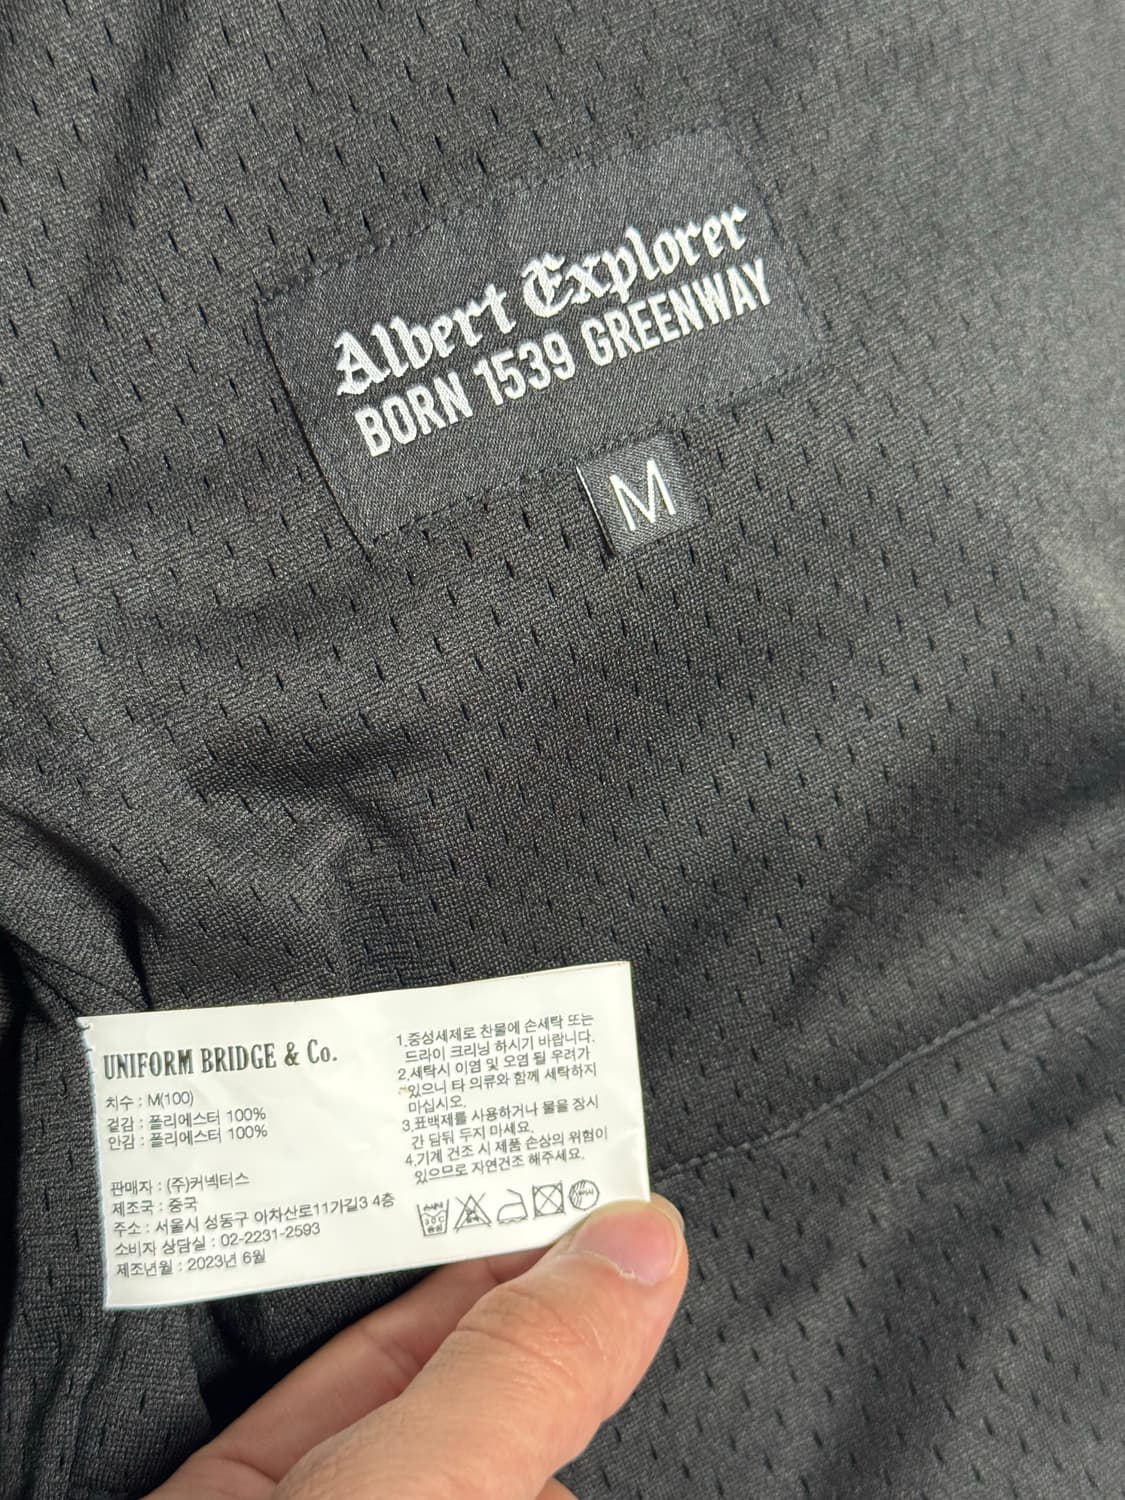 Albert Explorer
BORN 1539 GREENWAY
M
UNIFORM BRIDGE & Co.
치수 : M(100)
겉감 : 폴리에스터 100%
안감 : 폴리에스터 100%
판매자 : (주)커넥터스
제조국 : 중국
주소 : 서울시 성동구 아차산로11가길3 4층
소비자 상담실 : 02-2231-2593
제조년월 : 2023년 6월
1.중성세제로 찬물에 손세탁 또는
드라이 크리닝 하시기 바랍니다.
2.세탁시 이염 및 오염 될 우려가
있으니 타 의류와 함께 세탁하지
마십시오.
3.표백제를 사용하거나 물을 장시
간 담둬 두지 마세요.
4.기계 건조 시 제품 손상의 위험이
있으므로 자연건조 해주세요.